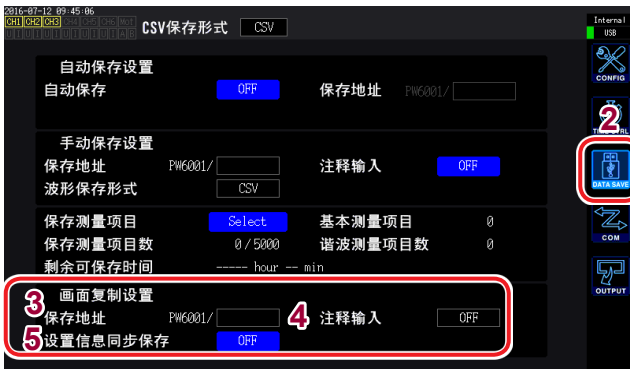 2016-07-12 09:45:06
CH1 CH2 CH3 CH4 CH5 CH6 Mot
U I U I U I U I U I U I A B
CSV保存形式 CSV
Internal
USB
自动保存设置
自动保存 OFF 保存地址 PW6001/
CONFIG
手动保存设置
2
保存地址 PW6001/ 注释输入 OFF
波形保存形式 CSV
DATA SAVE
保存测量项目 Select 基本测量项目 0
保存测量项目数 0/5000 谐波测量项目数 0
COM
剩余可保存时间 ----- hour -- min
画面复制设置
OUTPUT
3 保存地址 PW6001/ 4 注释输入 OFF
5 设置信息同步保存 OFF